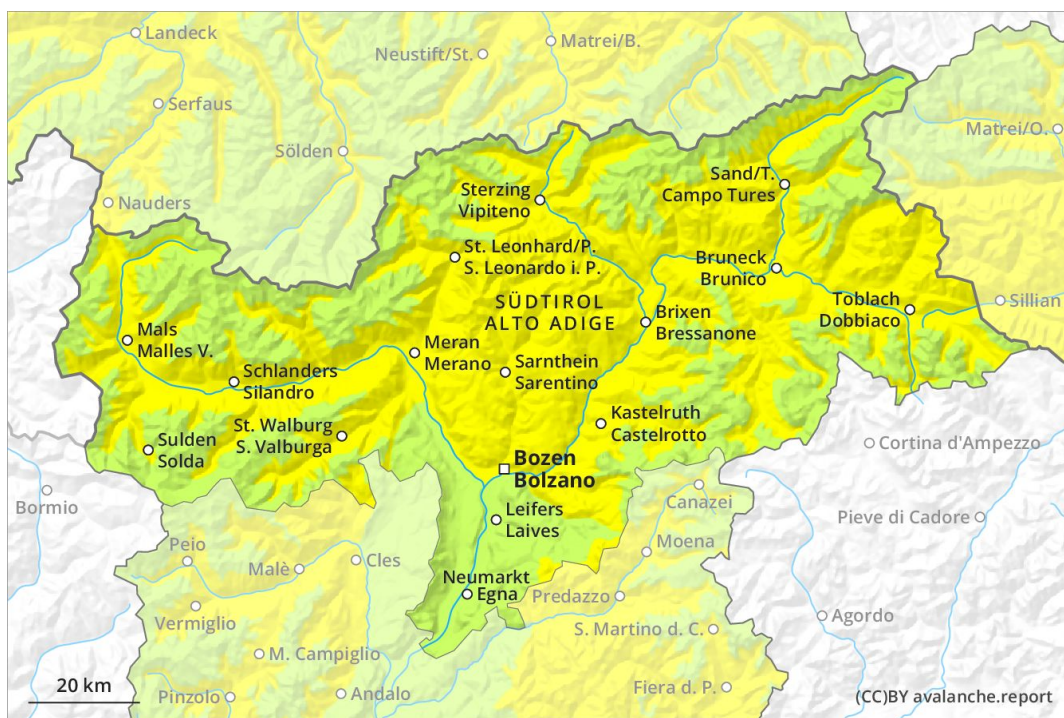 Landeck
Matrei/B.
Neustift/St.
Serfaus
Matrei/O.
Sölden
Sand/T.
Campo Tures
Sterzing
Vipiteno
Nauders
St. Leonhard/P.
S. Leonardo i. P.
Bruneck
Brunico
SÜDTIROL
ALTO ADIGE
Toblach
Dobbiaco
Sillian
Brixen
Bressanone
Mals
Malles V.
Meran
Merano
Sarnthein
Sarentino
Schlanders
Silandro
Kastelruth
Castelrotto
St. Walburg
S. Valburga
Sulden
Solda
Cortina d'Ampezzo
Bozen
Bolzano
Bormio
Canazei
Leifers
Laives
Pieve di Cadore
Peio
Moena
Cles
Malè
Neumarkt
Egna
Predazzo
Vermiglio
Agordo
S. Martino d. C.
M. Campiglio
20 km
Pinzolo
Andalo
Fiera d. P.
(CC)BY avalanche.report